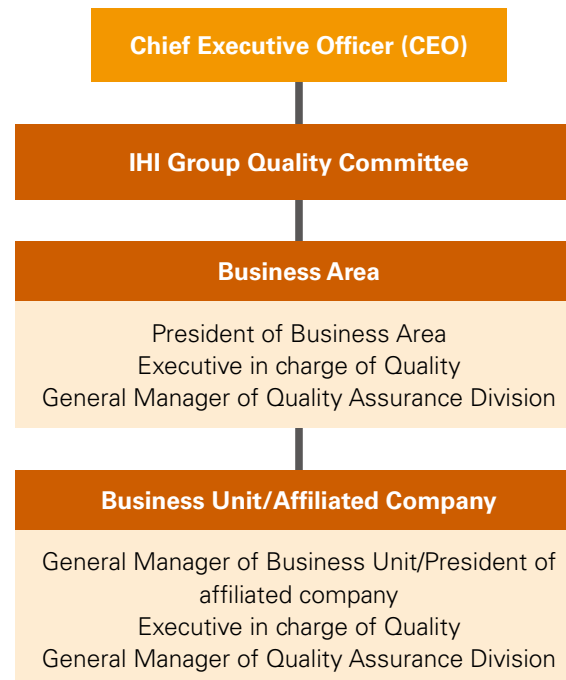 Chief Executive Officer (CEO)
IHI Group Quality Committee
Business Area
President of Business Area
Executive in charge of Quality
General Manager of Quality Assurance Division
Business Unit/Affiliated Company
General Manager of Business Unit/President of
affiliated company
Executive in charge of Quality
General Manager of Quality Assurance Division